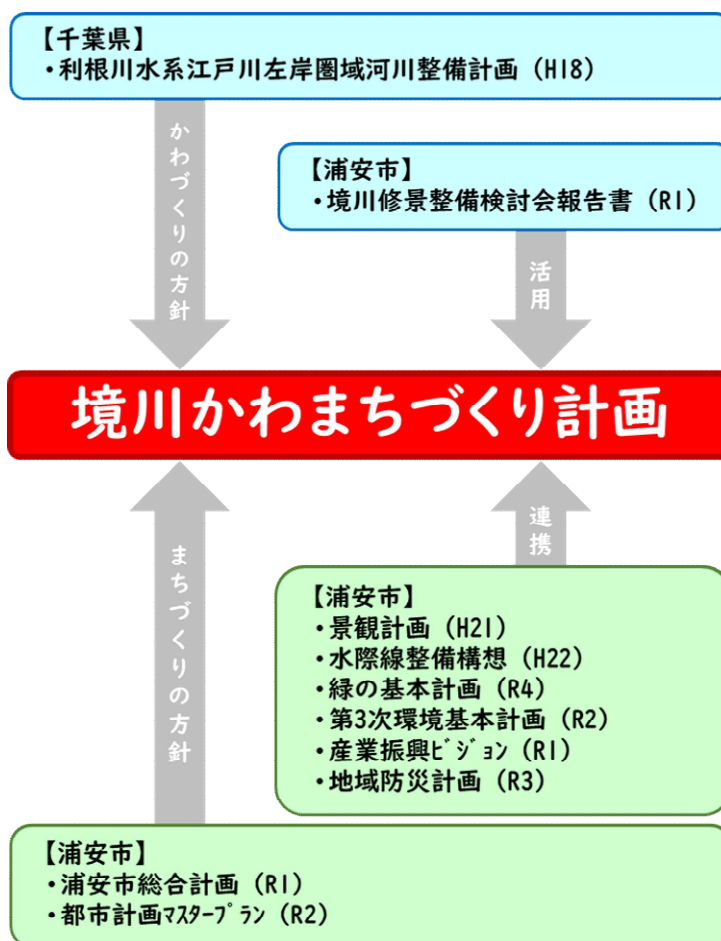 【千葉県】
・利根川水系江戸川左岸圏域河川整備計画（H18）
かわづくりの方針
【浦安市】
・境川修景整備検討会報告書（R1）
活用
境川かわまちづくり計画
まちづくりの方針
連携
【浦安市】
・景観計画（H21）
・水際線整備構想（H22）
・緑の基本計画（R4）
・第3次環境基本計画（R2）
・産業振興ﾋﾞｼﾞｮﾝ（R1）
・地域防災計画（R3）
【浦安市】
・浦安市総合計画（R1）
・都市計画ﾏｽﾀｰﾌﾟﾗﾝ（R2）